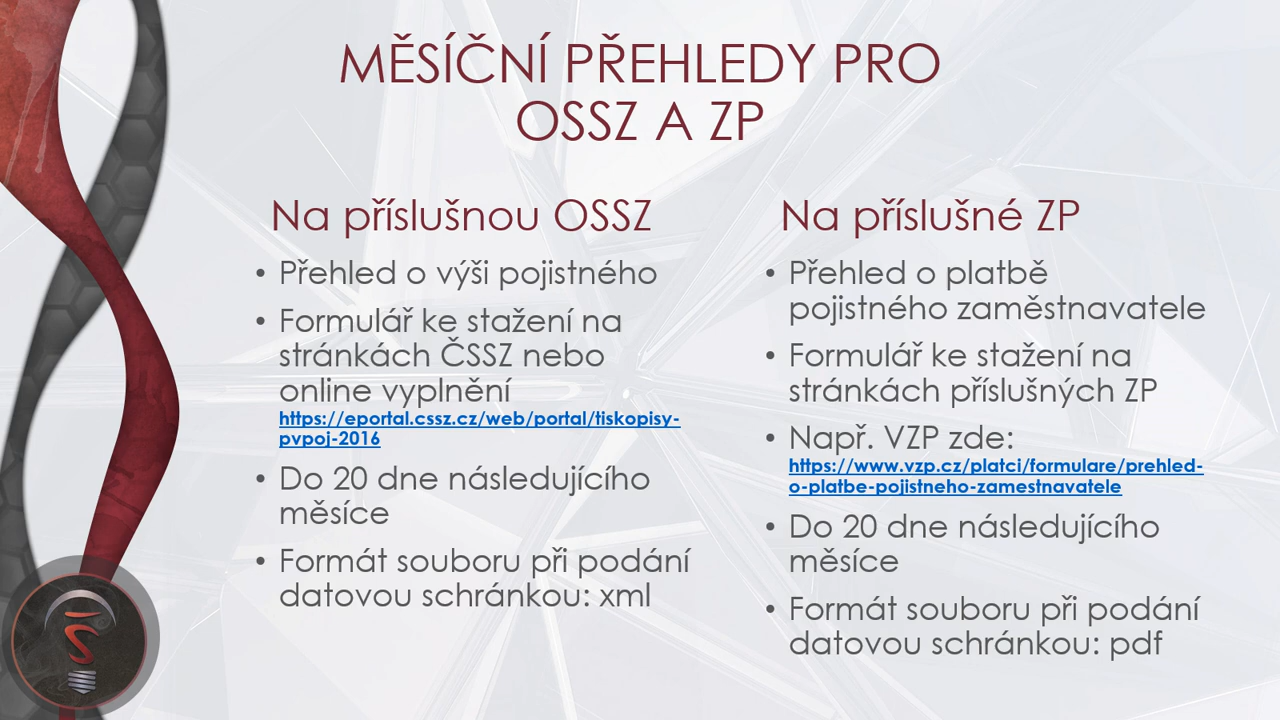 MĚSÍČNÍ PŘEHLEDY PRO
OSSZ A ZP
Na příslušnou OSSZ
• Přehled o výši pojistného
• Formulář ke stažení na
stránkách ČSSZ nebo
online vyplnění
https://eportal.cssz.cz/web/portal/tiskopisy-
pvpoj-2016
• Do 20 dne následujícího
měsíce
• Formát souboru při podání
datovou schránkou: xml
Na příslušné ZP
• Přehled o platbě
pojistného zaměstnavatele
• Formulář ke stažení na
stránkách příslušných ZP
• Např. VZP zde:
https://www.vzp.cz/platci/formulare/prehled-
o-platbe-pojistneho-zamestnavatele
• Do 20 dne následujícího
měsíce
• Formát souboru při podání
datovou schránkou: pdf